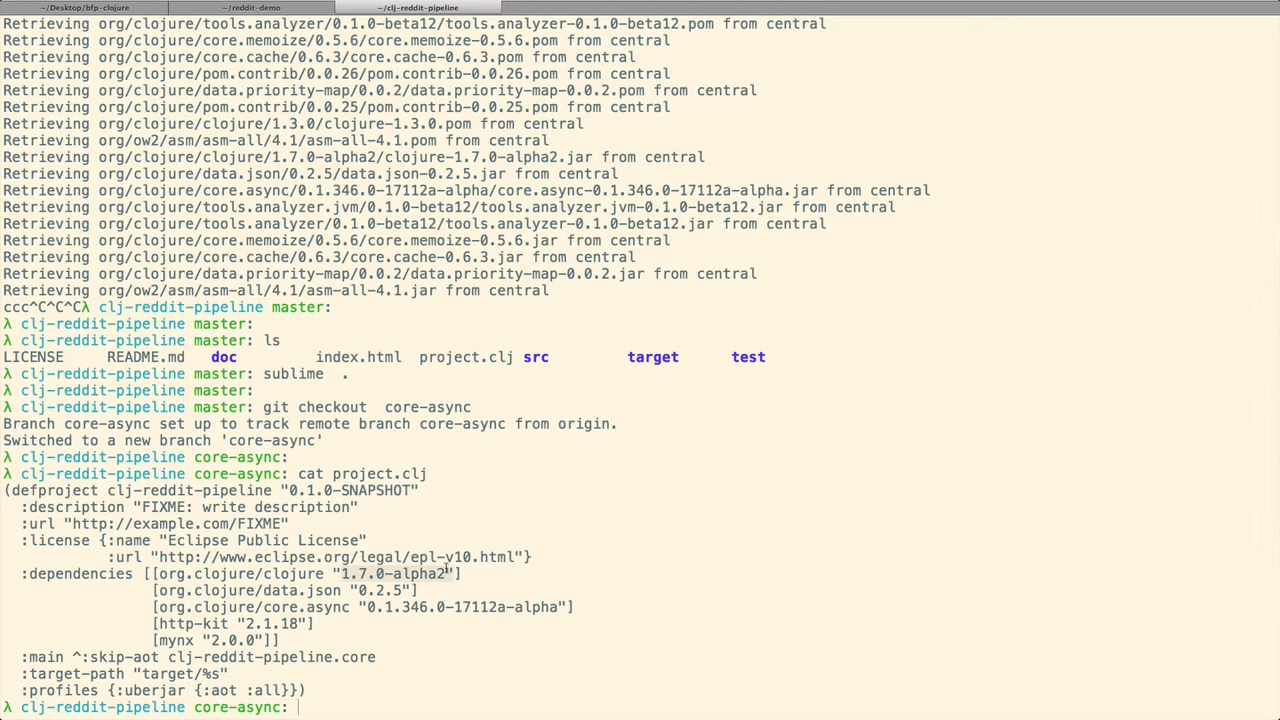 ~/Desktop/bfp-clojure
~/reddit-demo
~/clj-reddit-pipeline
Retrieving org/clojure/tools.analyzer/0.1.0-beta12/tools.analyzer-0.1.0-beta12.pom from central
Retrieving org/clojure/core.memoize/0.5.6/core.memoize-0.5.6.pom from central
Retrieving org/clojure/core.cache/0.6.3/core.cache-0.6.3.pom from central
Retrieving org/clojure/pom.contrib/0.0.26/pom.contrib-0.0.26.pom from central
Retrieving org/clojure/data.priority-map/0.0.2/data.priority-map-0.0.2.pom from central
Retrieving org/clojure/pom.contrib/0.0.25/pom.contrib-0.0.25.pom from central
Retrieving org/clojure/clojure/1.3.0/clojure-1.3.0.pom from central
Retrieving org/ow2/asm/asm-all/4.1/asm-all-4.1.pom from central
Retrieving org/clojure/clojure/1.7.0-alpha2/clojure-1.7.0-alpha2.jar from central
Retrieving org/clojure/data.json/0.2.5/data.json-0.2.5.jar from central
Retrieving org/clojure/core.async/0.1.346.0-17112a-alpha/core.async-0.1.346.0-17112a-alpha.jar from central
Retrieving org/clojure/tools.analyzer.jvm/0.1.0-beta12/tools.analyzer.jvm-0.1.0-beta12.jar from central
Retrieving org/clojure/tools.analyzer/0.1.0-beta12/tools.analyzer-0.1.0-beta12.jar from central
Retrieving org/clojure/core.memoize/0.5.6/core.memoize-0.5.6.jar from central
Retrieving org/clojure/core.cache/0.6.3/core.cache-0.6.3.jar from central
Retrieving org/clojure/data.priority-map/0.0.2/data.priority-map-0.0.2.jar from central
Retrieving org/ow2/asm/asm-all/4.1/asm-all-4.1.jar from central
ccc^C^C^Cλ clj-reddit-pipeline master:
λ clj-reddit-pipeline master:
λ clj-reddit-pipeline master: ls
LICENSE     README.md   doc         index.html  project.clj src         target      test
λ clj-reddit-pipeline master: sublime  .
λ clj-reddit-pipeline master:
λ clj-reddit-pipeline master: git checkout  core-async
Branch core-async set up to track remote branch core-async from origin.
Switched to a new branch 'core-async'
λ clj-reddit-pipeline core-async:
λ clj-reddit-pipeline core-async: cat project.clj
(defproject clj-reddit-pipeline "0.1.0-SNAPSHOT"
  :description "FIXME: write description"
  :url "http://example.com/FIXME"
  :license {:name "Eclipse Public License"
            :url "http://www.eclipse.org/legal/epl-v10.html"}
  :dependencies [[org.clojure/clojure "1.7.0-alpha2"]
                 [org.clojure/data.json "0.2.5"]
                 [org.clojure/core.async "0.1.346.0-17112a-alpha"]
                 [http-kit "2.1.18"]
                 [mynx "2.0.0"]]
  :main ^:skip-aot clj-reddit-pipeline.core
  :target-path "target/%s"
  :profiles {:uberjar {:aot :all}})
λ clj-reddit-pipeline core-async: